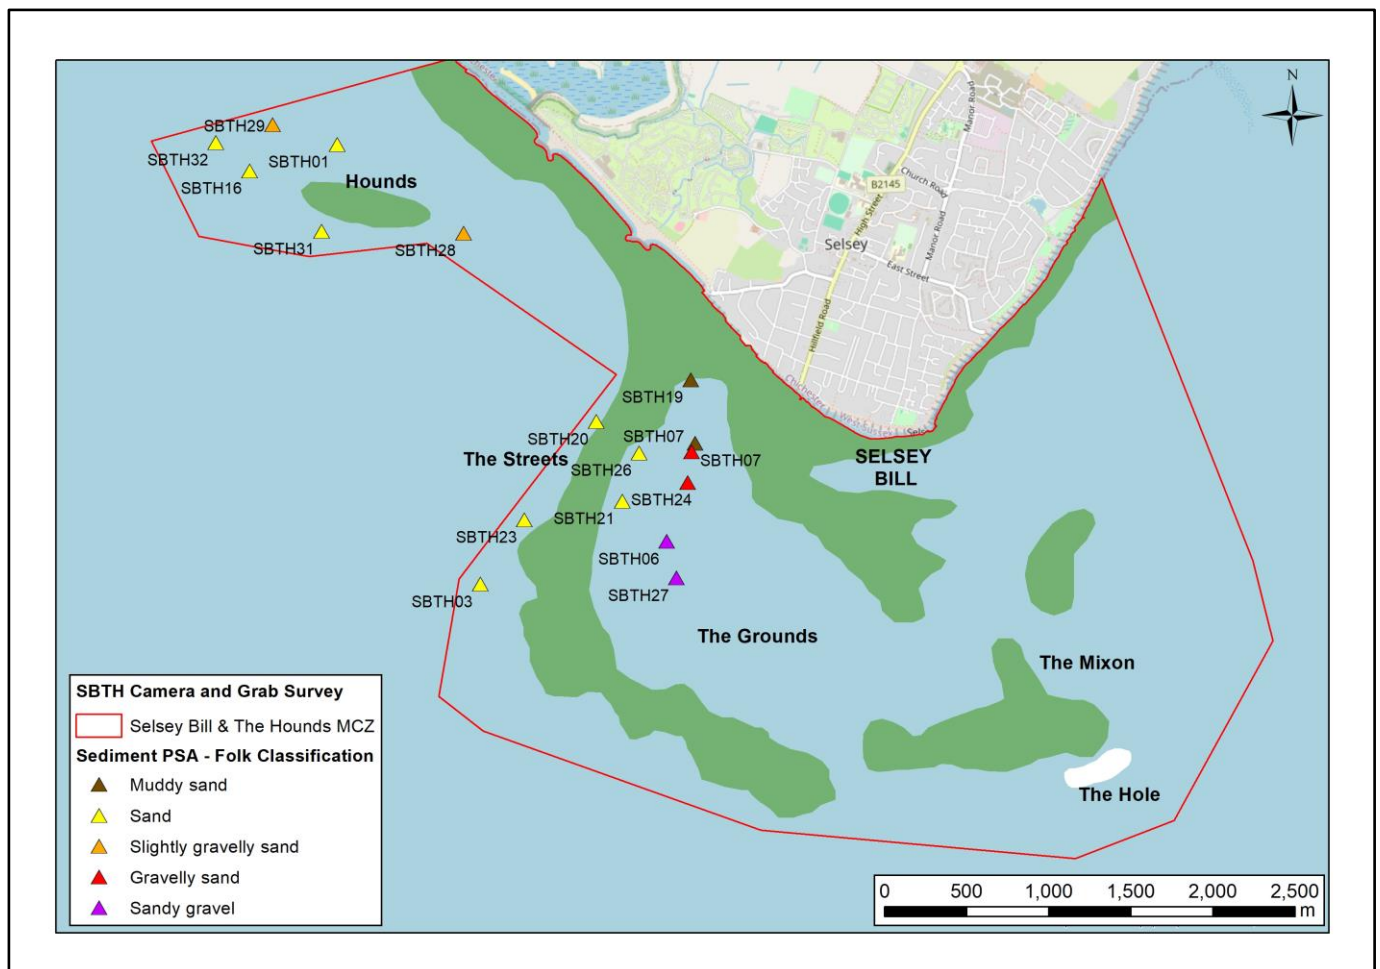 N
SBTH29
SBTH32
SBTH01
SBTH16
Hounds
SBTH31
SBTH28
Manor Road
Church Road
B2145
High Street
Manor Road
Selsey
East Street
Hillfield Road
Chichester
West Sussex
SBTH19
SBTH20
SBTH07
The Streets
SBTH26
SBTH07
SELSEY
BILL
SBTH24
SBTH21
SBTH23
SBTH06
SBTH27
SBTH03
The Grounds
The Mixon
The Hole
SBTH Camera and Grab Survey
Selsey Bill & The Hounds MCZ
Sediment PSA - Folk Classification
Muddy sand
Sand
Slightly gravelly sand
Gravelly sand
Sandy gravel
0 500 1,000 1,500 2,000 2,500
m